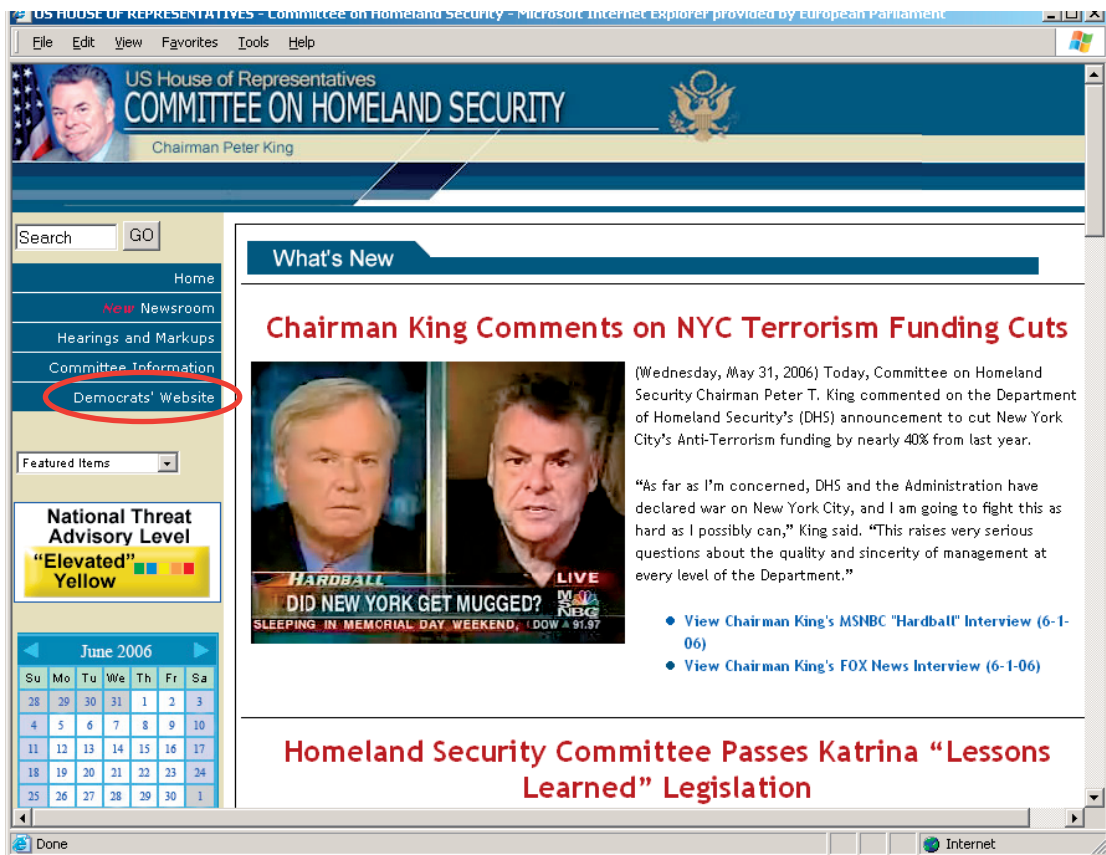 US HOUSE OF REPRESENTATIVES - Committee on Homeland Security - Microsoft Internet Explorer provided by European Parliament
File Edit View Favorites Tools Help
US House of Representatives
COMMITTEE ON HOMELAND SECURITY
Chairman Peter King
Search GO
Home
New Newsroom
Hearings and Markups
Committee Information
Democrats' Website
Featured Items
National Threat
Advisory Level
“Elevated”
Yellow
June 2006
Su Mo Tu We Th Fr Sa
28 29 30 31 1 2 3
4 5 6 7 8 9 10
11 12 13 14 15 16 17
18 19 20 21 22 23 24
25 26 27 28 29 30 1
What's New
Chairman King Comments on NYC Terrorism Funding Cuts
HARDBALL LIVE
DID NEW YORK GET MUGGED? MSNBC
SLEEPING IN MEMORIAL DAY WEEKEND, DOW ▲ 91.97
(Wednesday, May 31, 2006) Today, Committee on Homeland
Security Chairman Peter T. King commented on the Department
of Homeland Security's (DHS) announcement to cut New York
City's Anti-Terrorism funding by nearly 40% from last year.
“As far as I'm concerned, DHS and the Administration have
declared war on New York City, and I am going to fight this as
hard as I possibly can,” King said. “This raises very serious
questions about the quality and sincerity of management at
every level of the Department.”
• View Chairman King's MSNBC "Hardball" Interview (6-1-
06)
• View Chairman King's FOX News Interview (6-1-06)
Homeland Security Committee Passes Katrina “Lessons
Learned” Legislation
Done Internet